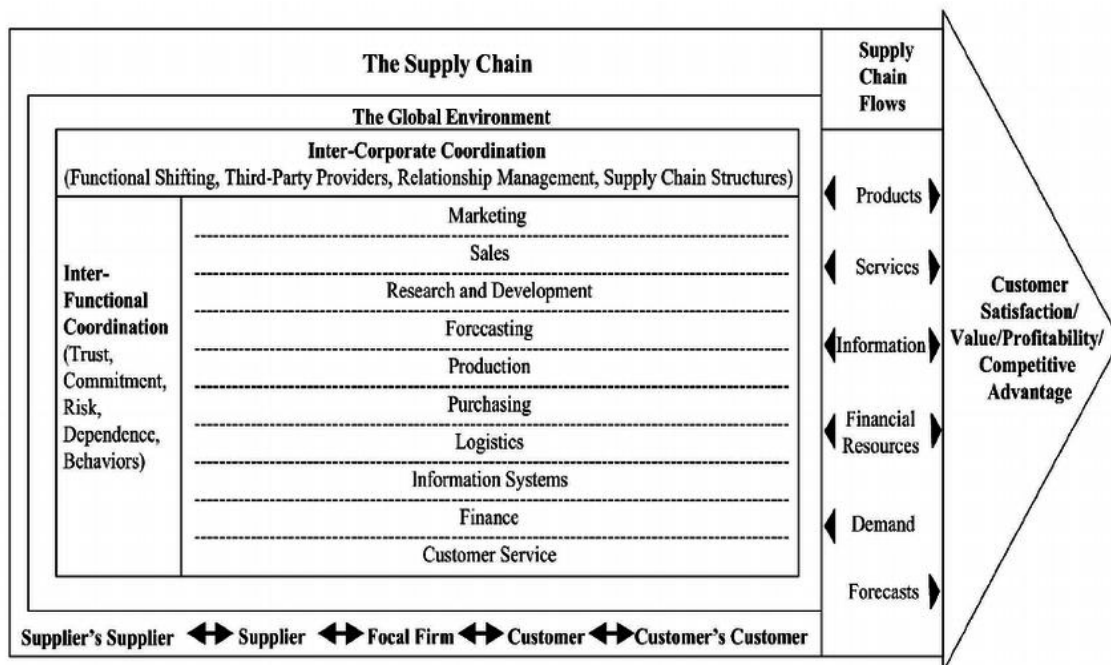 The Supply Chain
The Global Environment
Inter-Corporate Coordination
(Functional Shifting, Third-Party Providers, Relationship Management, Supply Chain Structures)
Inter-
Functional
Coordination
(Trust,
Commitment,
Risk,
Dependence,
Behaviors)
Marketing
Sales
Research and Development
Forecasting
Production
Purchasing
Logistics
Information Systems
Finance
Customer Service
Supplier's Supplier Supplier Focal Firm Customer Customer's Customer
Supply
Chain
Flows
Products
Services
Information
Financial
Resources
Demand
Forecasts
Customer
Satisfaction/
Value/Profitability/
Competitive
Advantage